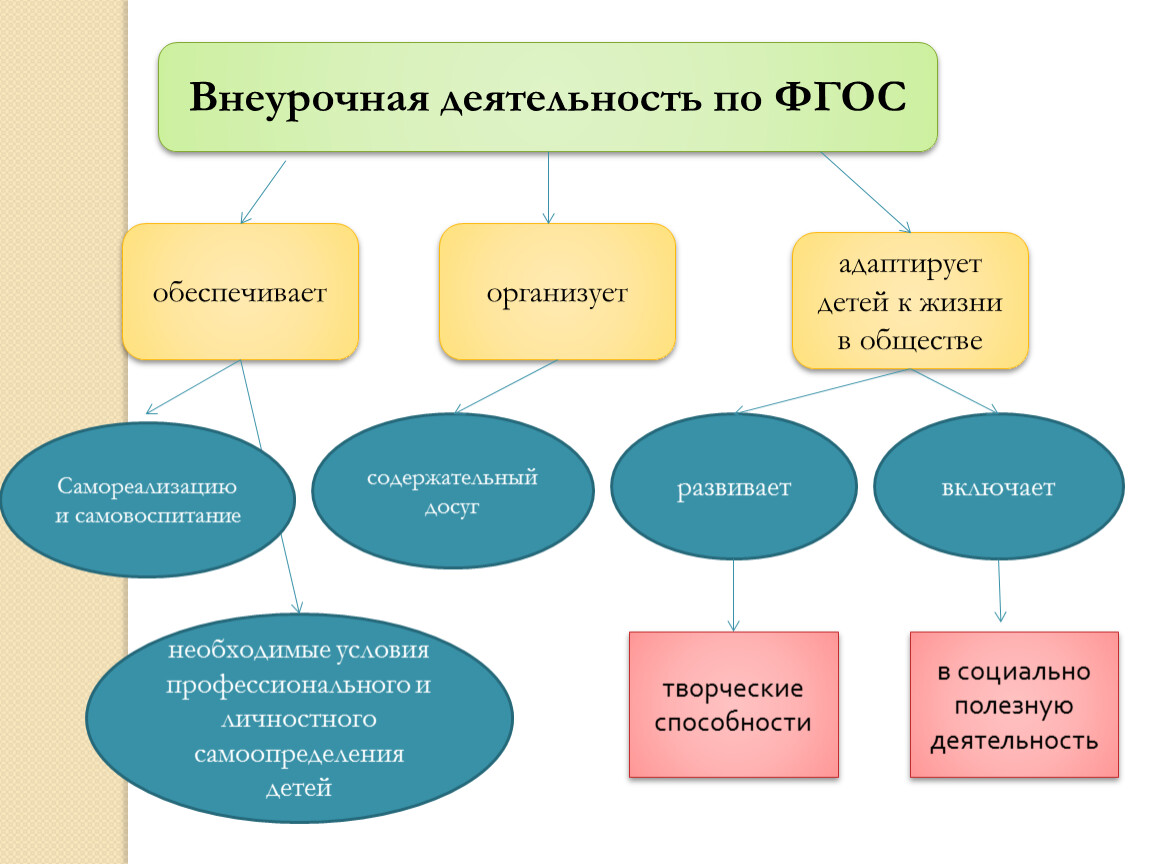 Внеурочная деятельность по ФГОС
обеспечивает
организует
адаптирует
детей к жизни
в обществе
Самореализацию
и самовоспитание
содержательный
досуг
развивает
включает
необходимые условия
профессионального и
личностного
самоопределения
детей
творческие
способности
в социально
полезную
деятельность